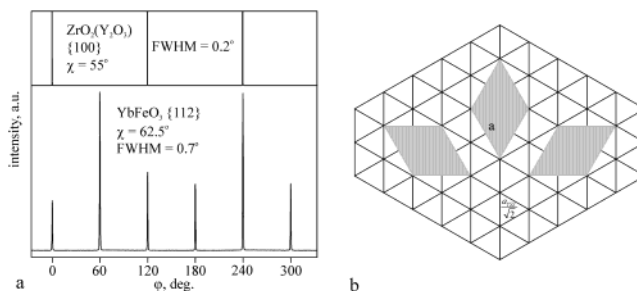 a
ZrO₂(Y₂O₃)
{100}
χ = 55°
FWHM = 0.2°
YbFeO₃ {112}
χ = 62.5°
FWHM = 0.7°
intensity, a.u.
0 60 120 180 240 300
φ, deg.
a
b
a
√2
b